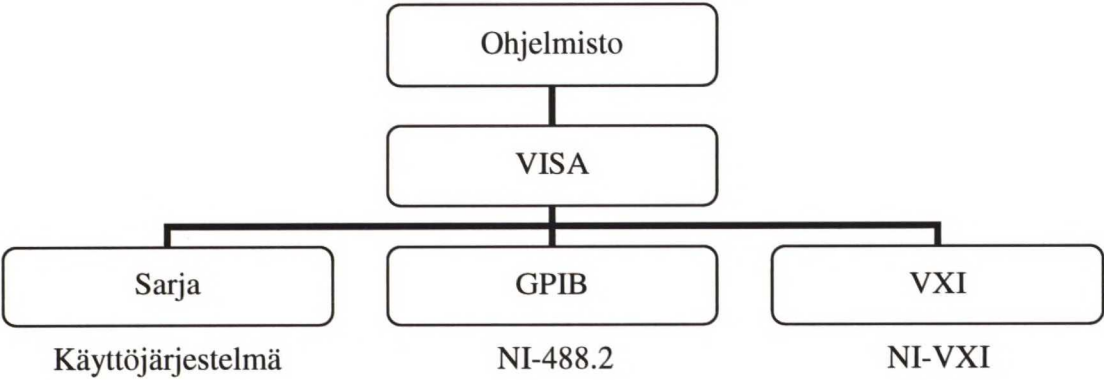 Ohjelmisto
VISA
Sarja
GPIB
VXI
Käyttöjärjestelmä
NI-488.2
NI-VXI